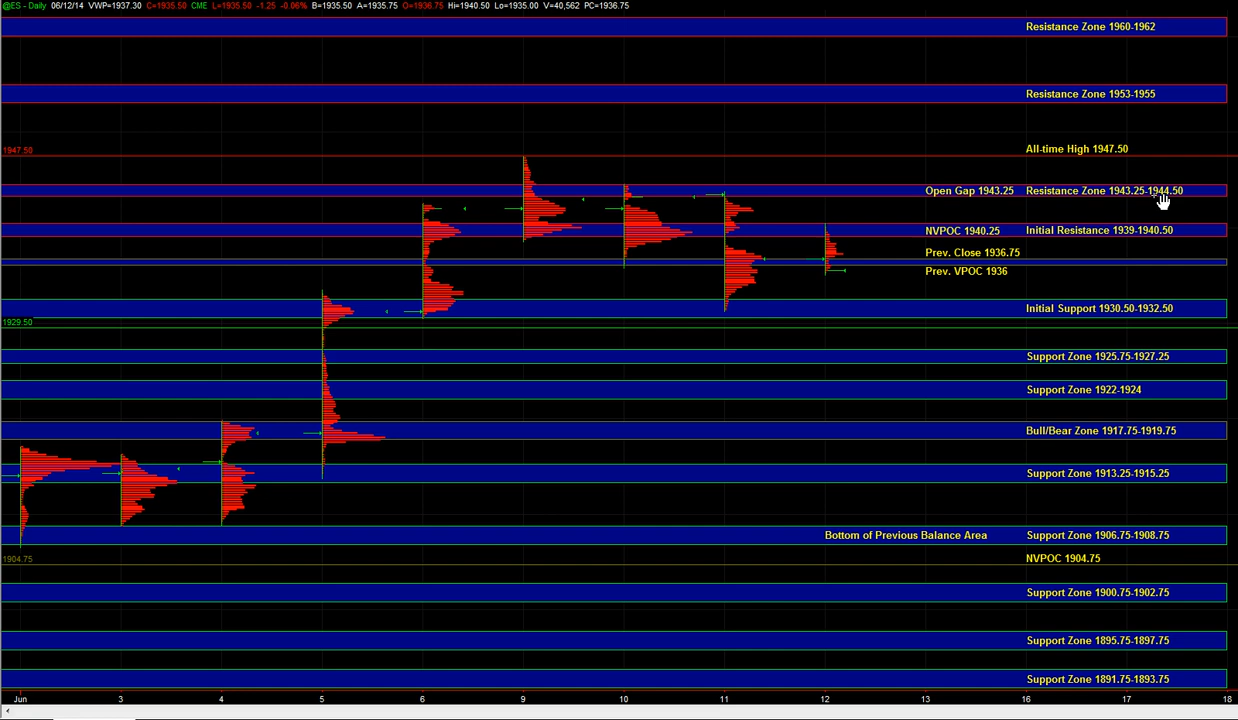 @ES - Daily 06/12/14 VWP=1937.30 C=1935.50 CME L=1935.50 -1.25 -0.06% B=1935.50 A=1935.75 O=1936.75 Hi=1940.50 Lo=1935.00 V=40,562 PC=1936.75
Resistance Zone 1960-1962
Resistance Zone 1953-1955
1947.50 All-time High 1947.50
Open Gap 1943.25 Resistance Zone 1943.25-1944.50
NVPOC 1940.25 Initial Resistance 1939-1940.50
Prev. Close 1936.75
Prev. VPOC 1936
Initial Support 1930.50-1932.50
1929.50
Support Zone 1925.75-1927.25
Support Zone 1922-1924
Bull/Bear Zone 1917.75-1919.75
Support Zone 1913.25-1915.25
Bottom of Previous Balance Area Support Zone 1906.75-1908.75
1904.75 NVPOC 1904.75
Support Zone 1900.75-1902.75
Support Zone 1895.75-1897.75
Support Zone 1891.75-1893.75
Jun 3 4 5 6 9 10 11 12 13 16 17 18